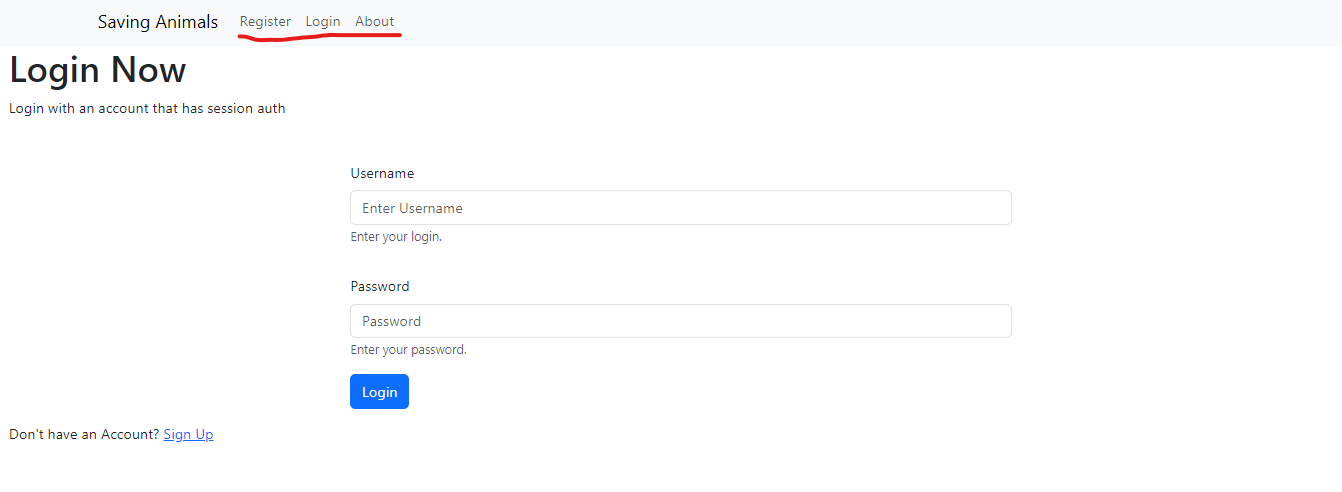 Saving Animals Register Login About
Login Now
Login with an account that has session auth
Username
Enter Username
Enter your login.
Password
Password
Enter your password.
Login
Don't have an Account? Sign Up